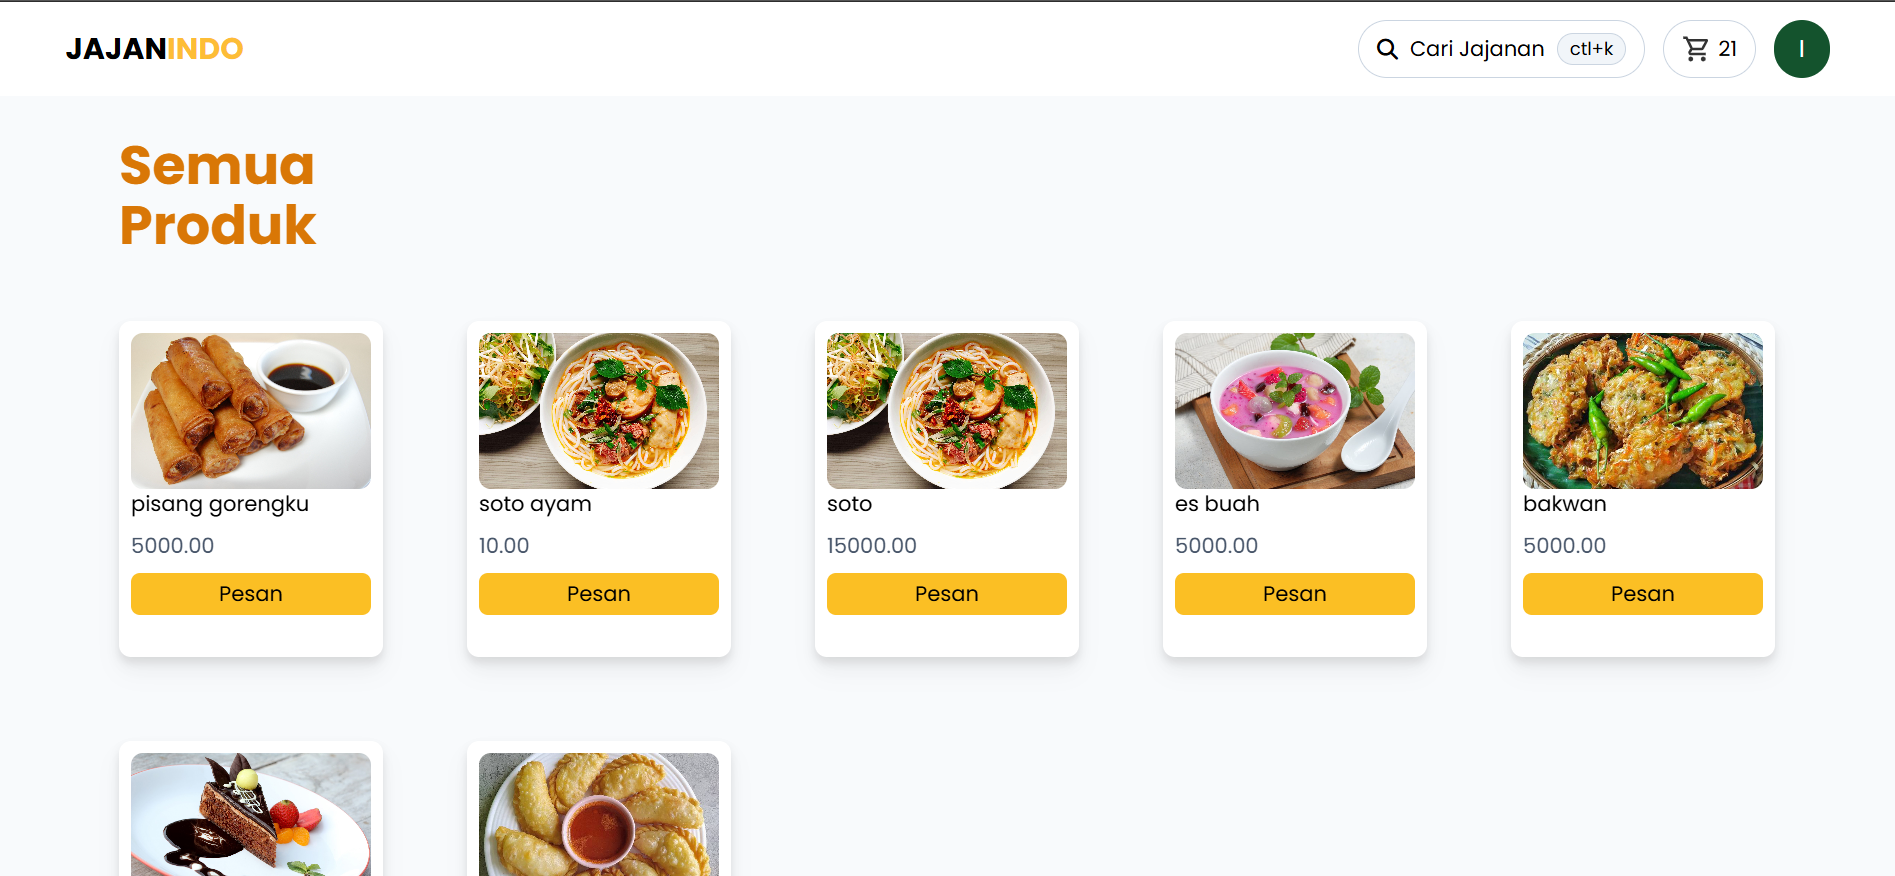 JAJANINDO
Cari Jajanan ctl+k
21
I
Semua
Produk
pisang gorengku
5000.00
Pesan
soto ayam
10.00
Pesan
soto
15000.00
Pesan
es buah
5000.00
Pesan
bakwan
5000.00
Pesan